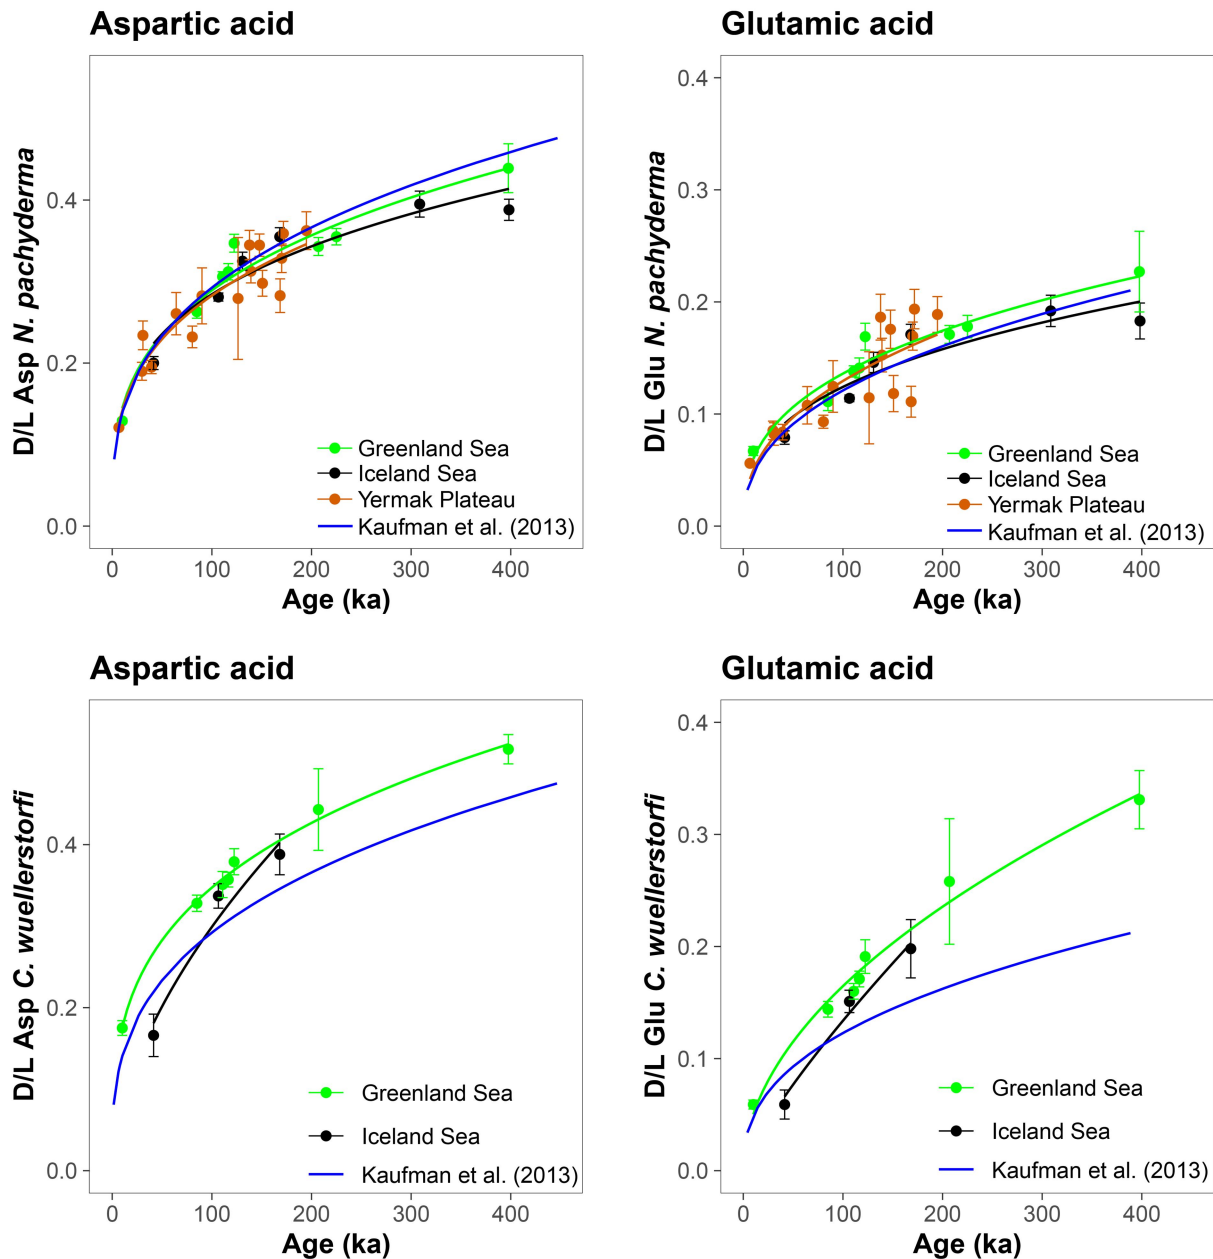 Aspartic acid
D/L Asp N. pachyderma
0.4
0.2
0.0
Greenland Sea
Iceland Sea
Yermak Plateau
Kaufman et al. (2013)
0 100 200 300 400
Age (ka)
Glutamic acid
D/L Glu N. pachyderma
0.4
0.3
0.2
0.1
0.0
Greenland Sea
Iceland Sea
Yermak Plateau
Kaufman et al. (2013)
0 100 200 300 400
Age (ka)
Aspartic acid
D/L Asp C. wuellerstorfi
0.4
0.2
0.0
Greenland Sea
Iceland Sea
Kaufman et al. (2013)
0 100 200 300 400
Age (ka)
Glutamic acid
D/L Glu C. wuellerstorfi
0.4
0.3
0.2
0.1
0.0
Greenland Sea
Iceland Sea
Kaufman et al. (2013)
0 100 200 300 400
Age (ka)